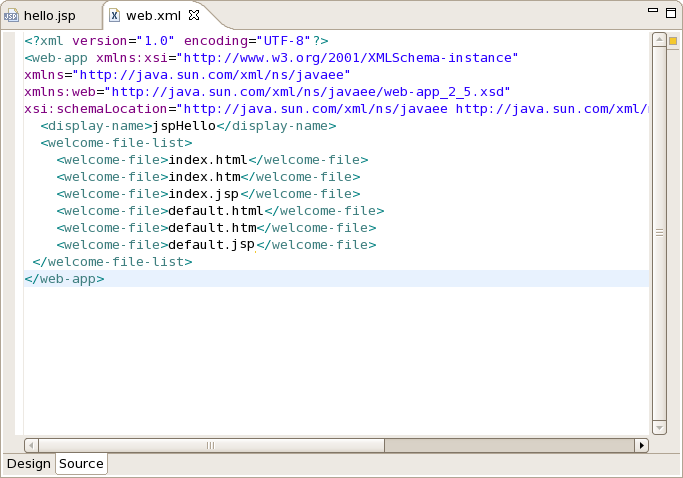 hello.jsp web.xml
<?xml version="1.0" encoding="UTF-8"?>
<web-app xmlns:xsi="http://www.w3.org/2001/XMLSchema-instance"
xmlns="http://java.sun.com/xml/ns/javaee"
xmlns:web="http://java.sun.com/xml/ns/javaee/web-app_2_5.xsd"
xsi:schemaLocation="http://java.sun.com/xml/ns/javaee http://java.sun.com/xml/
<display-name>jspHello</display-name>
<welcome-file-list>
<welcome-file>index.html</welcome-file>
<welcome-file>index.htm</welcome-file>
<welcome-file>index.jsp</welcome-file>
<welcome-file>default.html</welcome-file>
<welcome-file>default.htm</welcome-file>
<welcome-file>default.jsp</welcome-file>
</welcome-file-list>
</web-app>
Design Source